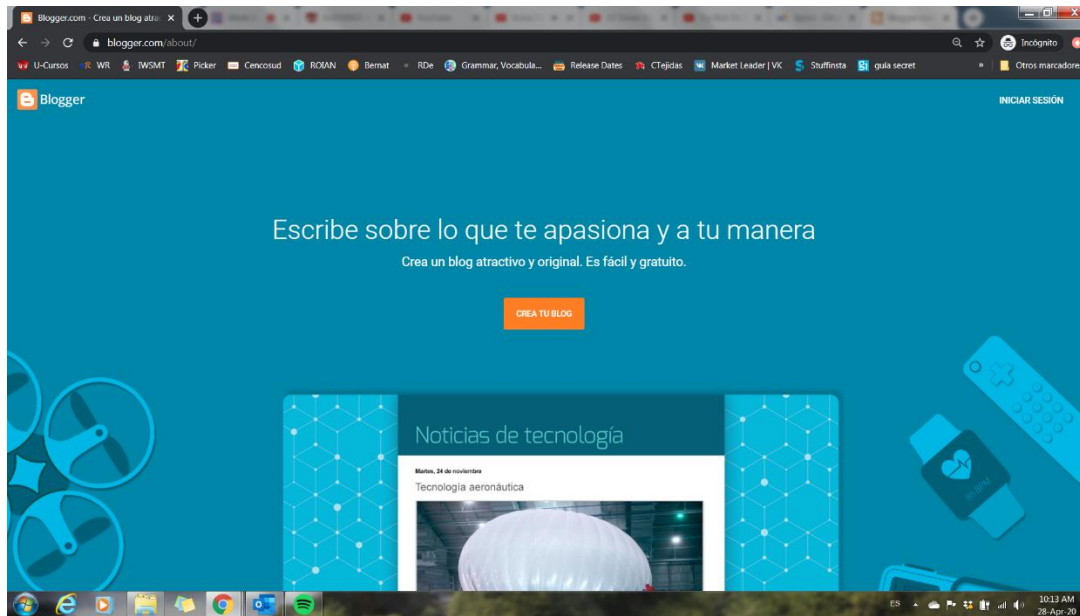 Blogger.com - Crea un blog atra
blogger.com/about/
Incógnito
U-Cursos
WR
IWSMT
Picker
Cencosud
ROIAN
Bernat
RDe
Grammar, Vocabula...
Release Dates
CTejidas
Market Leader | VK
Stuffinsta
guia secret
»
Otros marcadores
Blogger
INICIAR SESIÓN
Escribe sobre lo que te apasiona y a tu manera
Crea un blog atractivo y original. Es fácil y gratuito.
CREA TU BLOG
Noticias de tecnología
Martes, 24 de noviembre
Tecnología aeronáutica
95 BPM
ES
10:13 AM
28-Apr-20